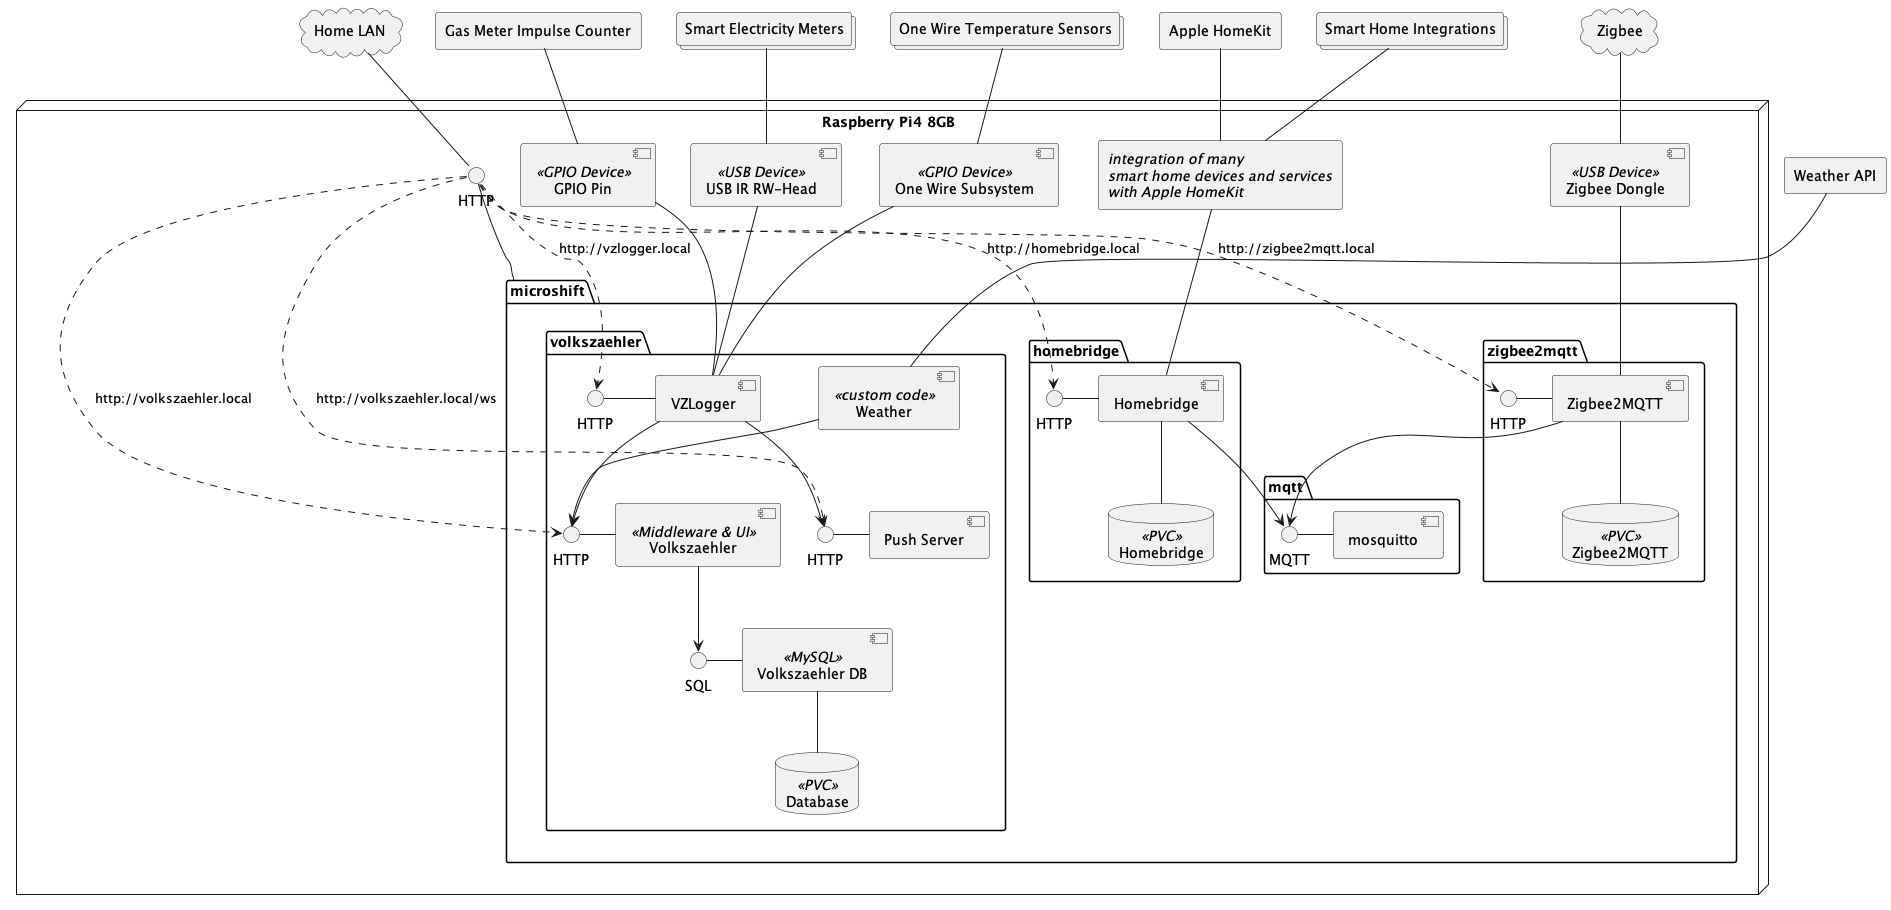 Home LAN
Gas Meter Impulse Counter
Smart Electricity Meters
One Wire Temperature Sensors
Apple HomeKit
Smart Home Integrations
Zigbee
Raspberry Pi4 8GB
HTTP
«GPIO Device»
GPIO Pin
«USB Device»
USB IR RW-Head
«GPIO Device»
One Wire Subsystem
integration of many
smart home devices and services
with Apple HomeKit
«USB Device»
Zigbee Dongle
Weather API
http://vzlogger.local
http://homebridge.local
http://zigbee2mqtt.local
microshift
volkszaehler
homebridge
zigbee2mqtt
http://volkszaehler.local
http://volkszaehler.local/ws
HTTP
VZLogger
«custom code»
Weather
HTTP
Homebridge
HTTP
Zigbee2MQTT
mqtt
HTTP
«Middleware & UI»
Volkszaehler
HTTP
Push Server
«PVC»
Homebridge
MQTT
mosquitto
«PVC»
Zigbee2MQTT
SQL
«MySQL»
Volkszaehler DB
«PVC»
Database